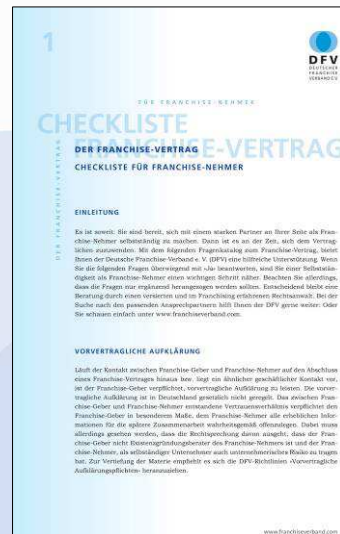 1
DFV
DEUTSCHER
FRANCHISE
VERBAND E.V.
FÜR FRANCHISE-NEHMER
CHECKLISTE
FRANCHISE-VERTRAG
DER FRANCHISE-VERTRAG
DER FRANCHISE-VERTRAG
CHECKLISTE FÜR FRANCHISE-NEHMER
EINLEITUNG
Es ist soweit: Sie sind bereit, sich mit einem starken Partner an Ihrer Seite als Fran-
chise-Nehmer selbstständig zu machen. Dann ist es an der Zeit, sich dem Vertrag-
lichen zuzuwenden. Mit dem folgenden Fragenkatalog zum Franchise-Vertrag, bietet
Ihnen der Deutsche Franchise-Verband e. V. (DFV) eine hilfreiche Unterstützung. Wenn
Sie die folgenden Fragen überwiegend mit »Ja« beantworten, sind Sie einer Selbststän-
digkeit als Franchise-Nehmer einen wichtigen Schritt näher. Beachten Sie allerdings,
dass die Fragen nur ergänzend herangezogen werden sollten. Entscheidend bleibt eine
Beratung durch einen versierten und im Franchising erfahrenen Rechtsanwalt. Bei der
Suche nach den passenden Ansprechpartnern hilft Ihnen der DFV gerne weiter: Oder
Sie schauen einfach unter www.franchiseverband.com.
VORVERTRAGLICHE AUFKLÄRUNG
Läuft der Kontakt zwischen Franchise-Geber und Franchise-Nehmer auf den Abschluss
eines Franchise-Vertrages hinaus bzw. liegt ein ähnlicher geschäftlicher Kontakt vor,
ist der Franchise-Geber verpflichtet, vorvertragliche Aufklärung zu leisten. Die vorver-
tragliche Aufklärung ist in Deutschland gesetzlich nicht geregelt. Das zwischen Fran-
chise-Geber und Franchise-Nehmer entstandene Vertrauensverhältnis verpflichtet den
Franchise-Geber in besonderem Maße, dem Franchise-Nehmer alle erheblichen Infor-
mationen für die spätere Zusammenarbeit wahrheitsgemäß offenzulegen. Dabei muss
allerdings gesehen werden, dass die Rechtsprechung davon ausgeht, dass der Fran-
chise-Geber nicht Existenzgründungsberater des Franchise-Nehmers ist und der Fran-
chise-Nehmer, als selbständiger Unternehmer auch unternehmerisches Risiko zu tragen
hat. Zur Vertiefung der Materie empfiehlt es sich die DFV-Richtlinien »Vorvertragliche
Aufklärungspflichten« heranzuziehen.
www.franchiseverband.com